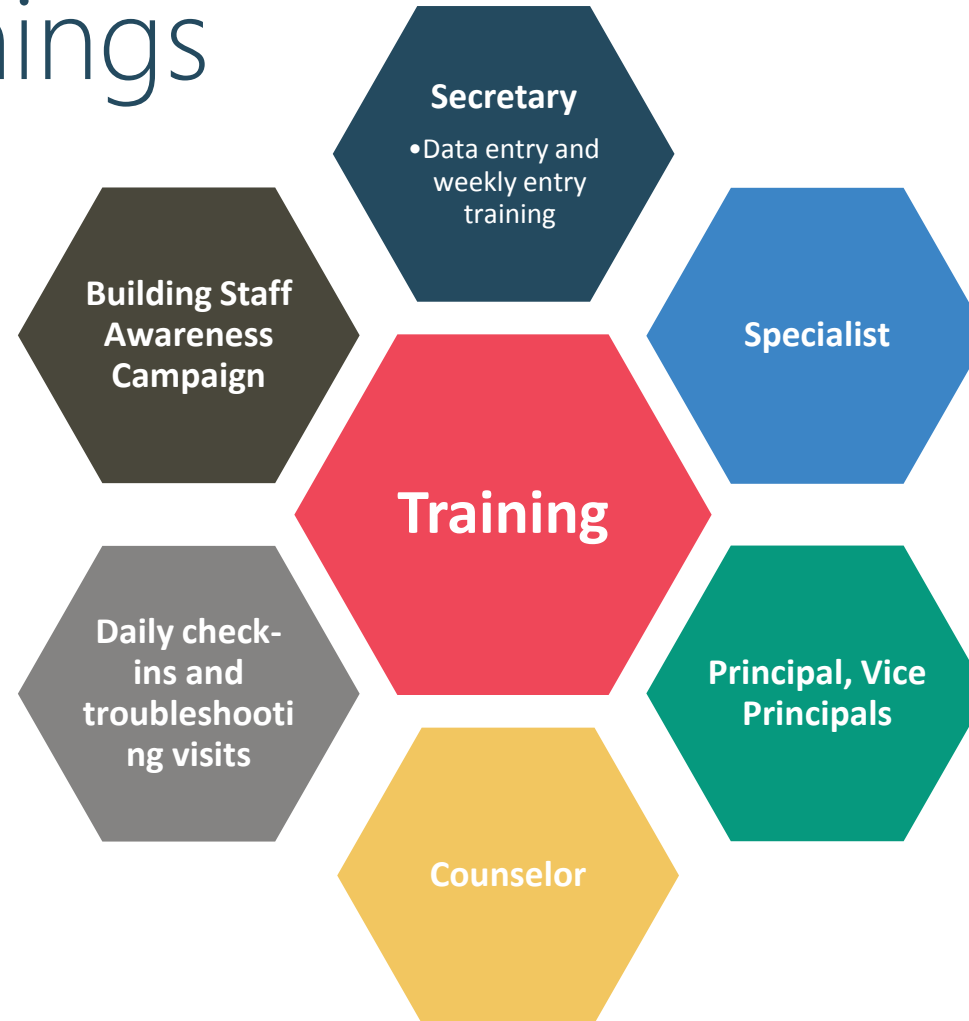 nings
Secretary
•Data entry and
weekly entry
training
Building Staff
Awareness
Campaign
Specialist
Training
Daily check-
ins and
troubleshooti
ng visits
Principal, Vice
Principals
Counselor